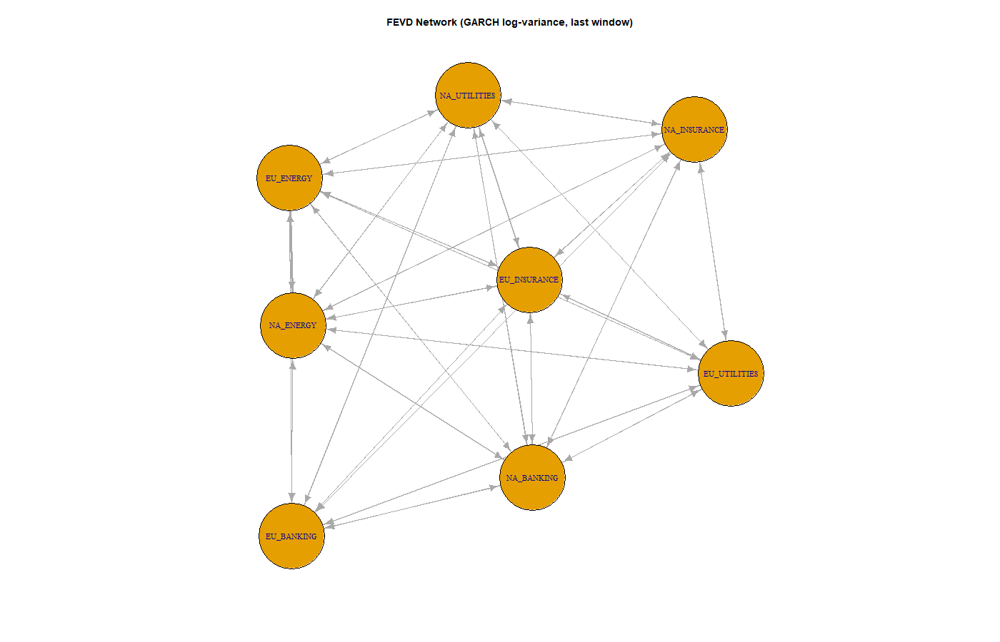 FEVD Network (GARCH log-variance, last window)
NA_UTILITIES
NA_INSURANCE
EU_ENERGY
EU_INSURANCE
NA_ENERGY
EU_UTILITIES
NA_BANKING
EU_BANKING